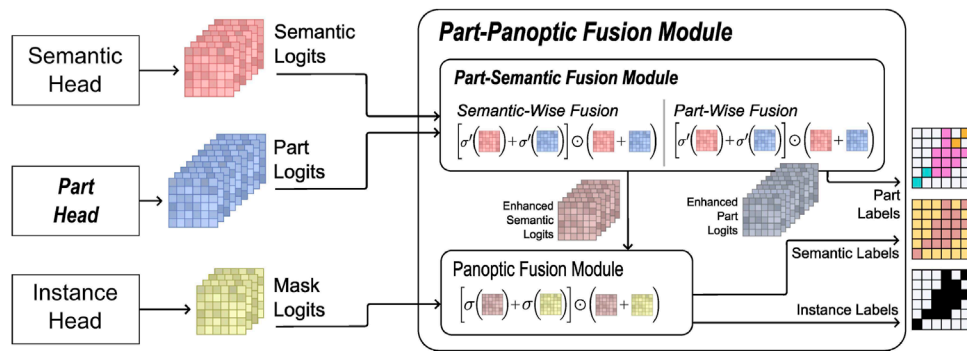 Semantic
Head
Semantic
Logits
Part
Head
Part
Logits
Instance
Head
Mask
Logits
Part-Panoptic Fusion Module
Part-Semantic Fusion Module
Semantic-Wise Fusion
Part-Wise Fusion
[σ'( )+σ'( )]⊙( + )
[σ'( )+σ'( )]⊙( + )
Enhanced
Semantic
Logits
Enhanced
Part
Logits
Panoptic Fusion Module
[σ( )+σ( )]⊙( + )
Part
Labels
Semantic Labels
Instance Labels